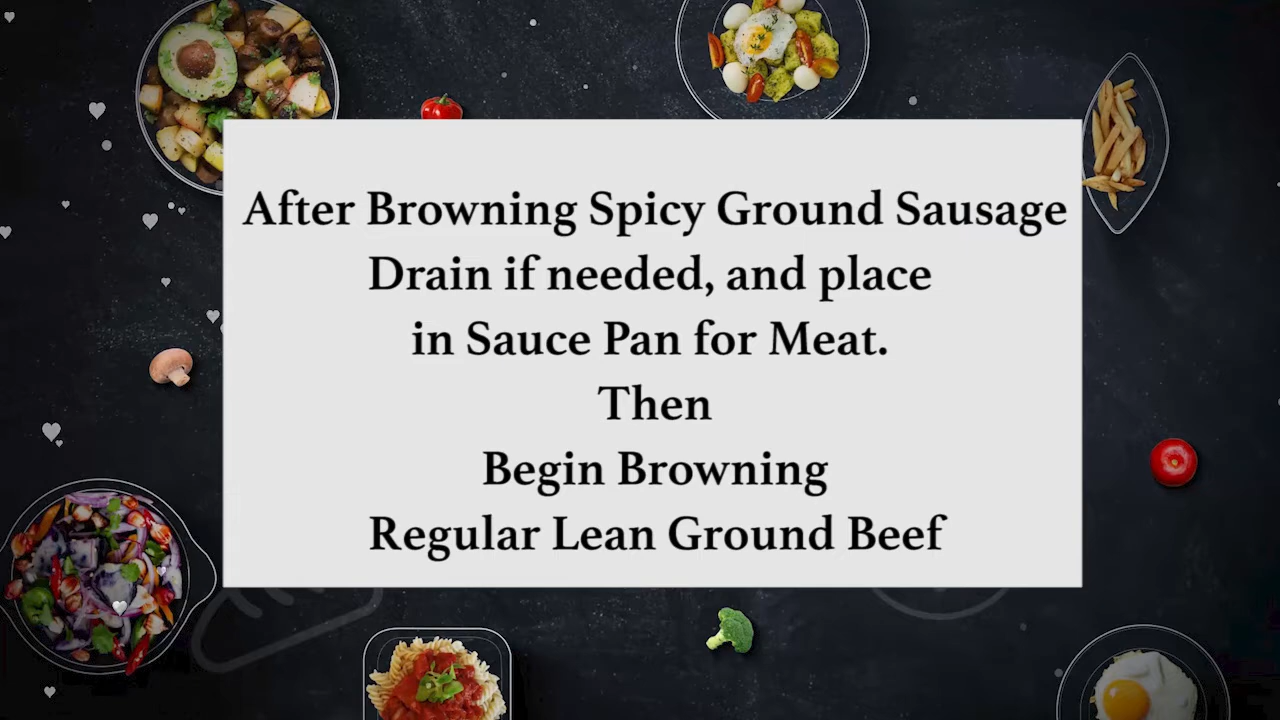 After Browning Spicy Ground Sausage
Drain if needed, and place
in Sauce Pan for Meat.
Then
Begin Browning
Regular Lean Ground Beef